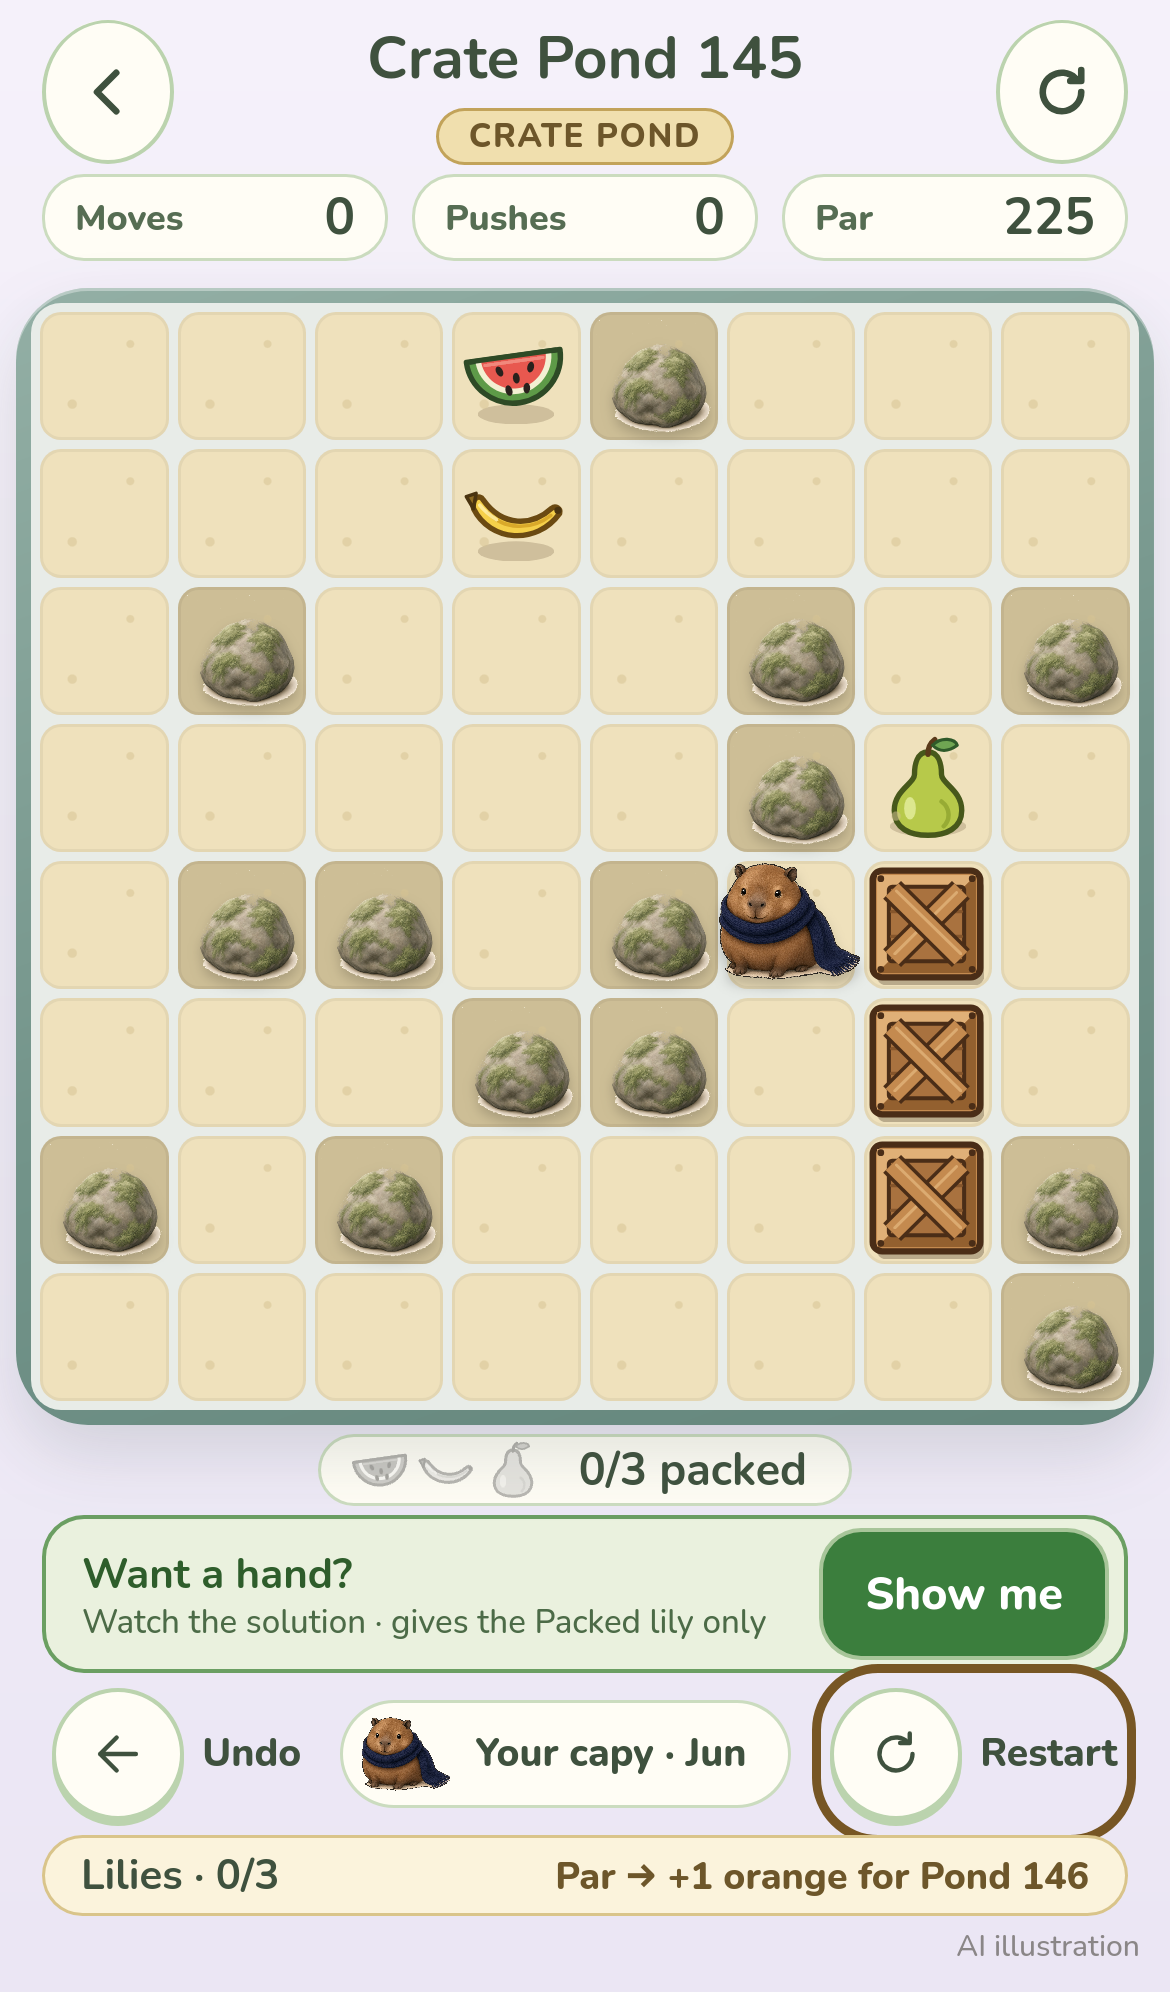 Crate Pond 145
CRATE POND
Moves 0
Pushes 0
Par 225
0/3 packed
Want a hand?
Watch the solution · gives the Packed lily only
Show me
Undo
Your capy · Jun
Restart
Lilies · 0/3
Par → +1 orange for Pond 146
AI illustration